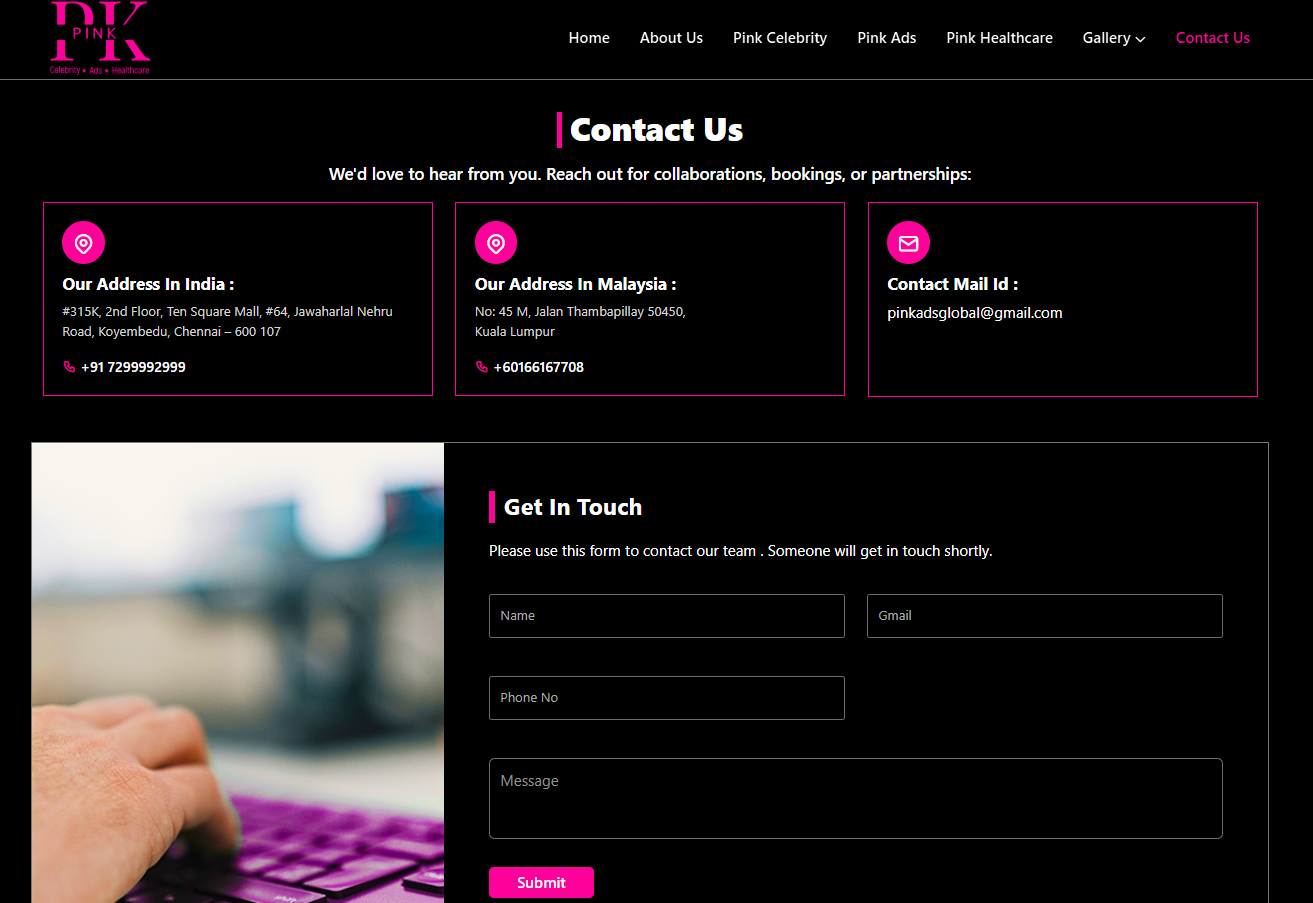 PK
PINK
Celebrity • Ads • Healthcare
Home About Us Pink Celebrity Pink Ads Pink Healthcare Gallery Contact Us
Contact Us
We'd love to hear from you. Reach out for collaborations, bookings, or partnerships:
Our Address In India :
#315K, 2nd Floor, Ten Square Mall, #64, Jawaharlal Nehru
Road, Koyembedu, Chennai – 600 107
+91 7299992999
Our Address In Malaysia :
No: 45 M, Jalan Thambapillay 50450,
Kuala Lumpur
+60166167708
Contact Mail Id :
pinkadsglobal@gmail.com
Get In Touch
Please use this form to contact our team . Someone will get in touch shortly.
Name
Gmail
Phone No
Message
Submit